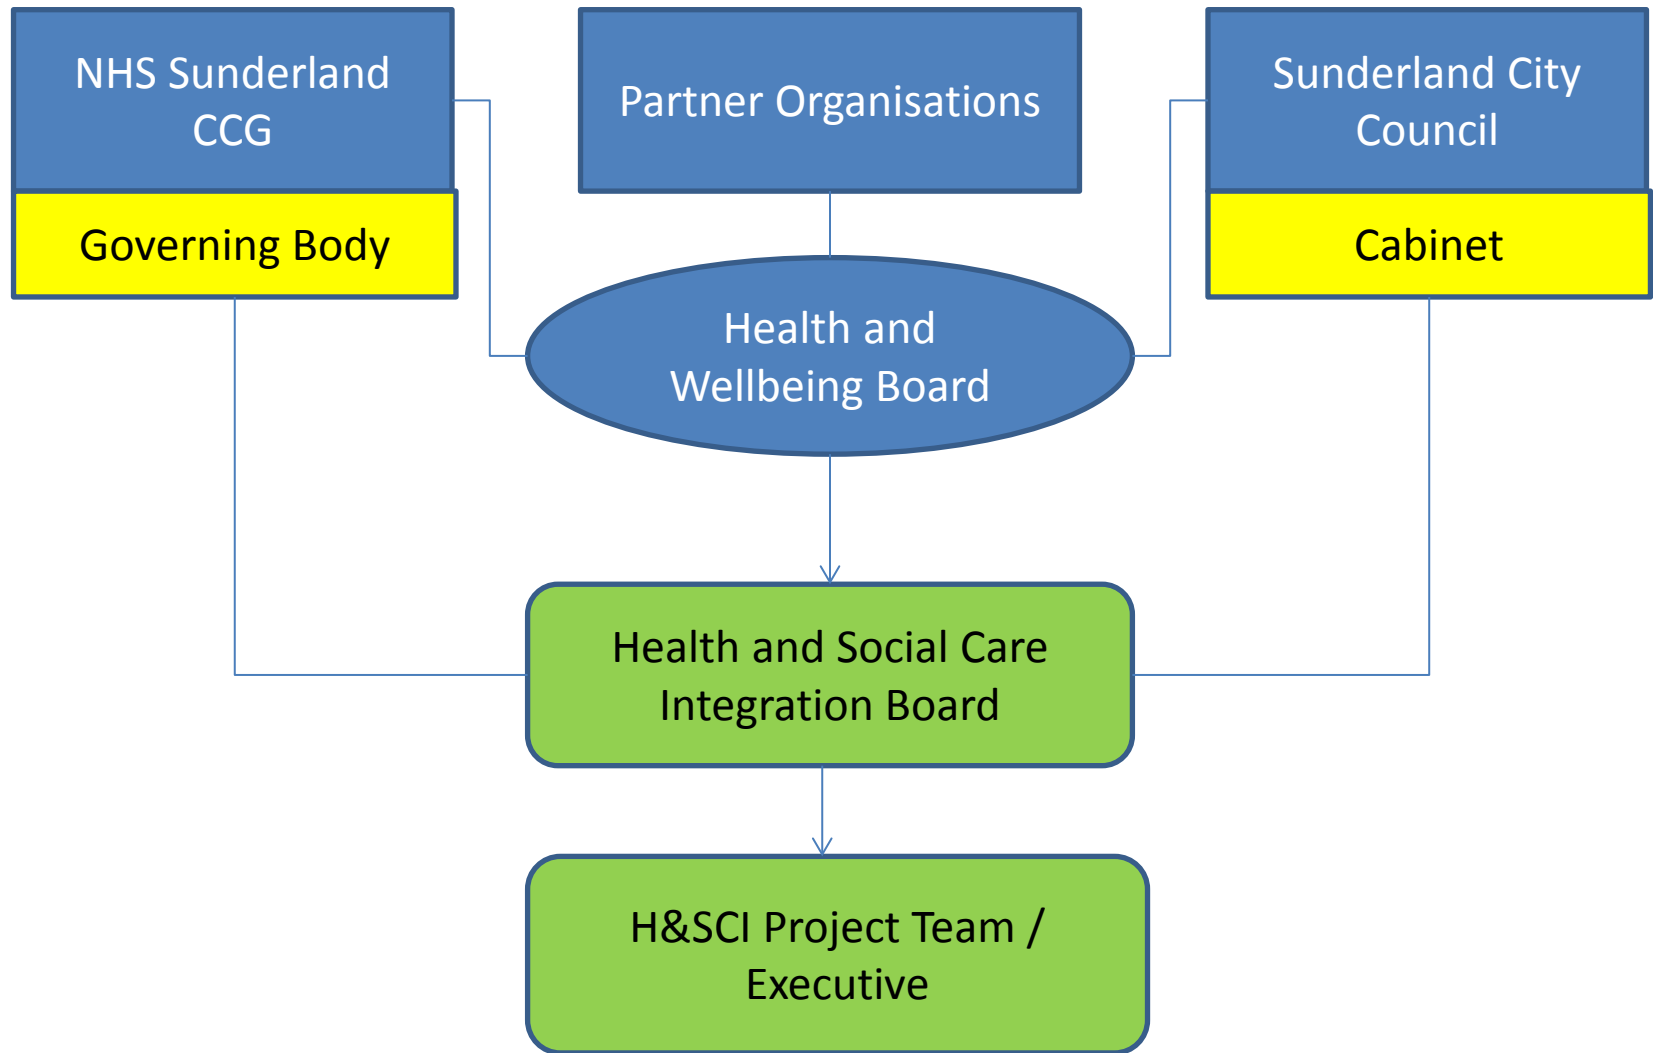 NHS Sunderland
CCG
Governing Body
Partner Organisations
Sunderland City
Council
Cabinet
Health and
Wellbeing Board
Health and Social Care
Integration Board
H&SCI Project Team /
Executive